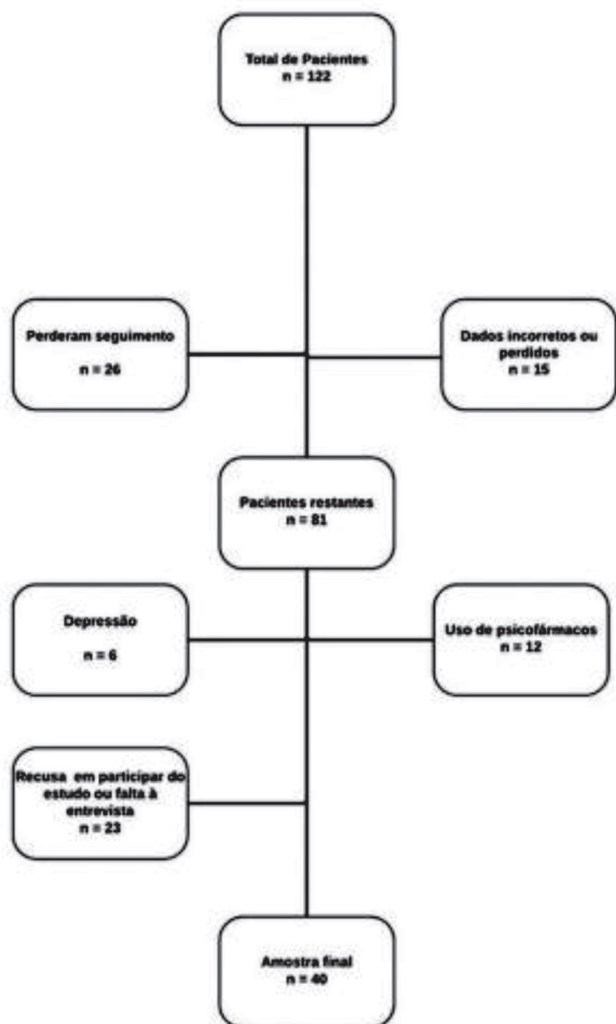 Total de Pacientes
n = 122
Perderam seguimento
n = 26
Dados incorretos ou
perdidos
n = 15
Pacientes restantes
n = 81
Depressão
n = 6
Uso de psicofármacos
n = 12
Recusa em participar do
estudo ou falta à
entrevista
n = 23
Amostra final
n = 40